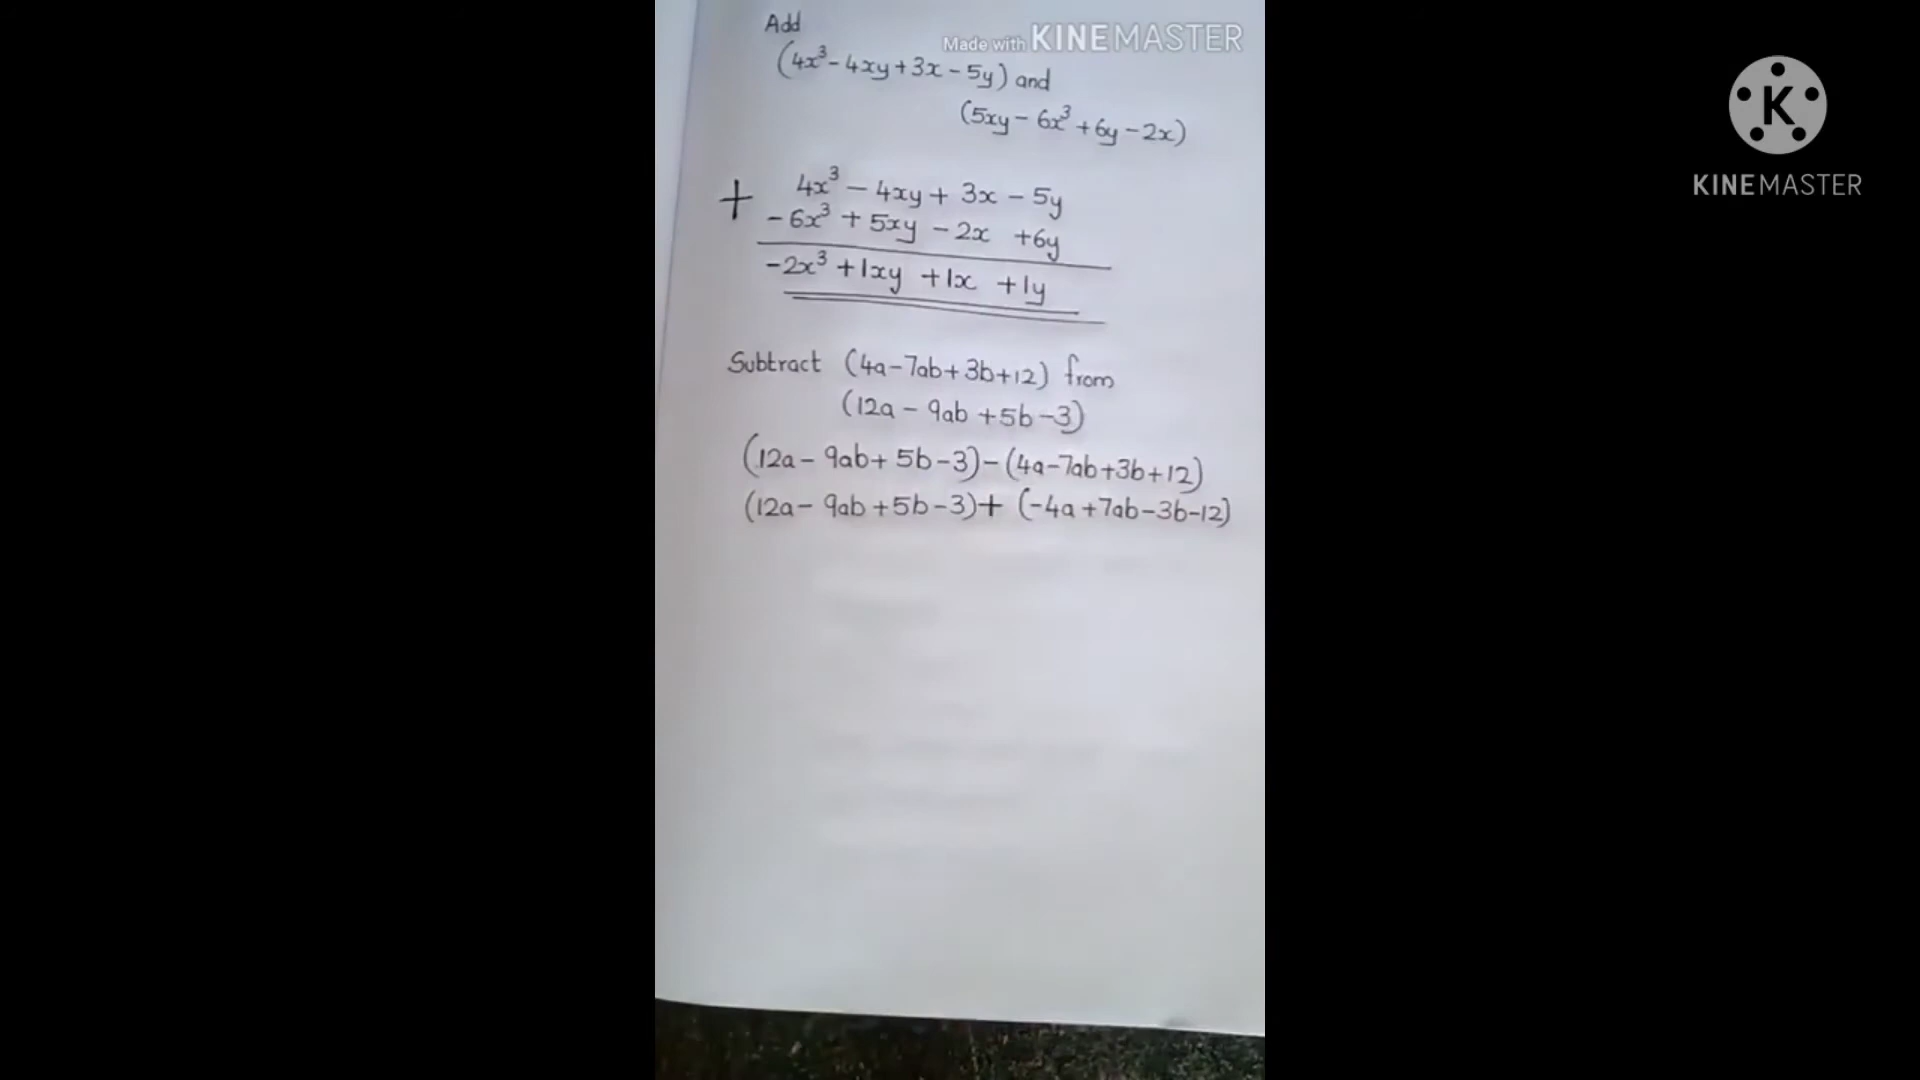 Add
Made with KINEMASTER
(4x³ - 4xy + 3x - 5y) and
(5xy - 6x³ + 6y - 2x)
4x³ - 4xy + 3x - 5y
+
- 6x³ + 5xy - 2x + 6y
-2x³ + 1xy + 1x + 1y
Subtract (4a - 7ab + 3b + 12) from
(12a - 9ab + 5b - 3)
(12a - 9ab + 5b - 3) - (4a - 7ab + 3b + 12)
(12a - 9ab + 5b - 3) + (-4a + 7ab - 3b - 12)
K
KINEMASTER